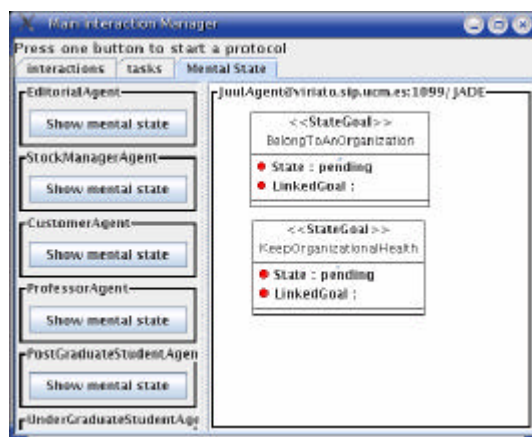 Main Interaction Manager
Press one button to start a protocol
interactions tasks Mental State
EditorialAgent
Show mental state
StockManagerAgent
Show mental state
CustomerAgent
Show mental state
ProfessorAgent
Show mental state
PostGraduateStudentAgen
Show mental state
UnderGraduateStudentAge
JuulAgent@viriato.sip.ucm.es:1099/JADE
<<StateGoal>>
BelongToAnOrganization
State : pending
LinkedGoal :
<<StateGoal>>
KeepOrganizationalHealth
State : pending
LinkedGoal :